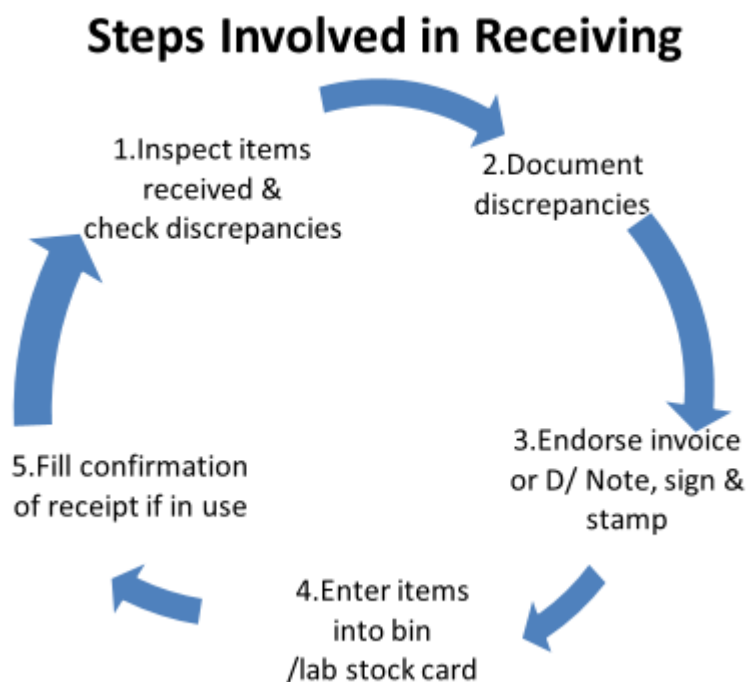 Steps Involved in Receiving
1.Inspect items
received &
check discrepancies
2.Document
discrepancies
3.Endorse invoice
or D/ Note, sign &
stamp
4.Enter items
into bin
/lab stock card
5.Fill confirmation
of receipt if in use